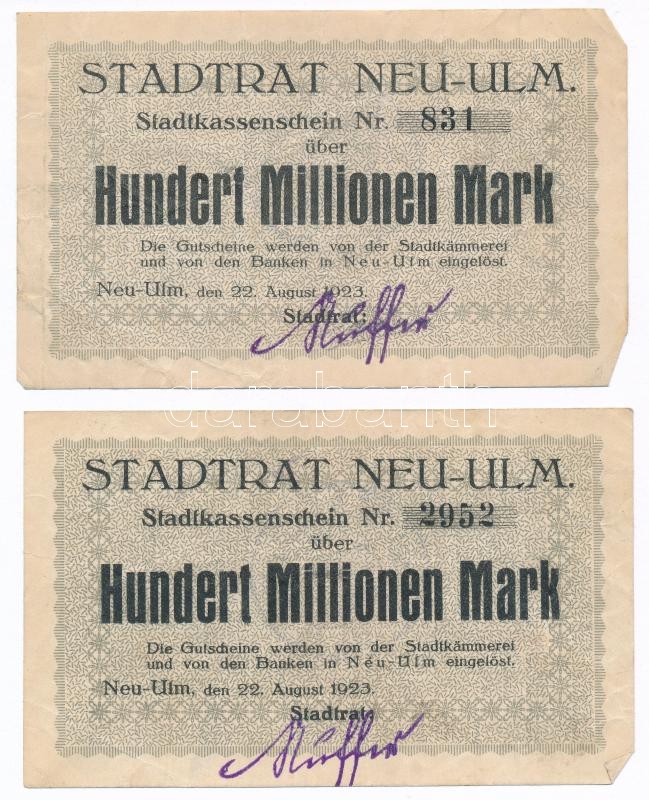 STADTRAT NEU-ULM.
Stadtkassenschein Nr. 831
über
Hundert Millionen Mark
Die Gutscheine werden von der Stadtkämmerei
und von den Banken in Neu-Ulm eingelöst.
Neu-Ulm, den 22. August 1923.
Stadtrat:
darabanth
STADTRAT NEU-ULM.
Stadtkassenschein Nr. 2952
über
Hundert Millionen Mark
Die Gutscheine werden von der Stadtkämmerei
und von den Banken in Neu-Ulm eingelöst.
Neu-Ulm, den 22. August 1923.
Stadtrat: